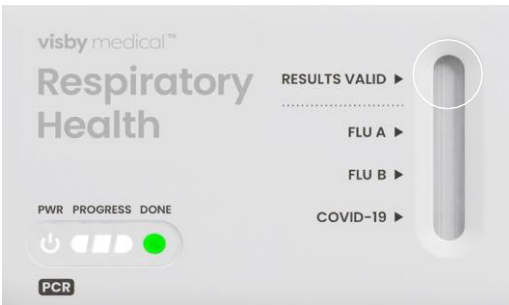 visby medical™
Respiratory
Health
RESULTS VALID ▶
FLU A ▶
FLU B ▶
COVID-19 ▶
PWR PROGRESS DONE
PCR